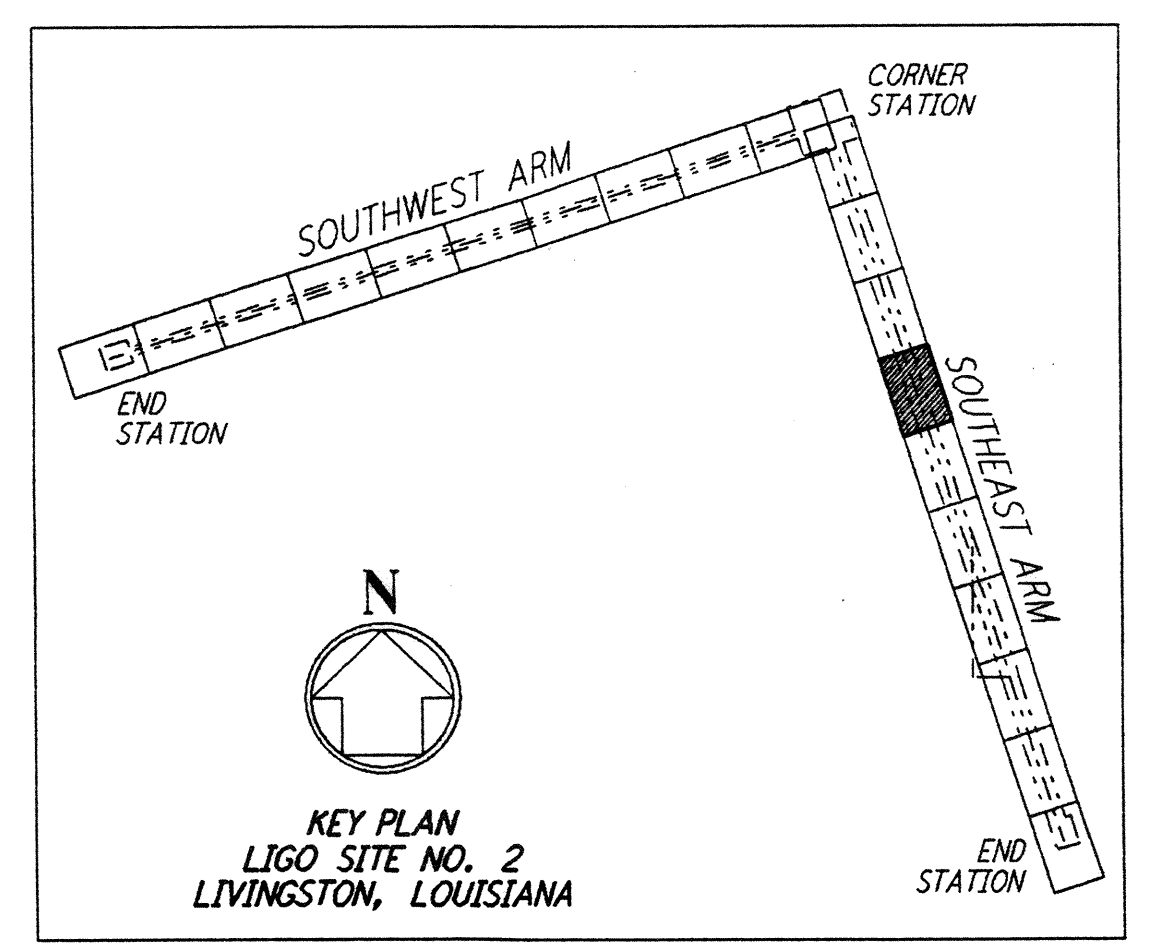 CORNER
STATION
SOUTHWEST ARM
END
STATION
SOUTHEAST ARM
N
KEY PLAN
LIGO SITE NO. 2
LIVINGSTON, LOUISIANA
END
STATION